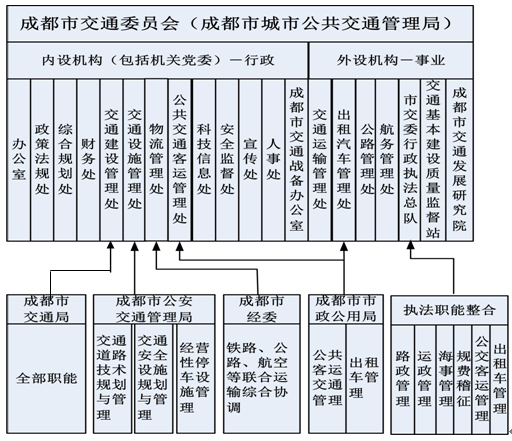 成都市交通委员会（成都市城市公共交通管理局）
内设机构（包括机关党委）－行政
外设机构－事业
办公室
政策法规处
综合规划处
财务处
交通建设管理处
交通设施管理处
物流管理处
公共交通客运管理处
科技信息处
安全监督处
宣传处
人事处
成都市交通战备办公室
交通运输管理处
出租汽车管理处
公路管理处
航务管理处
市交委行政执法总队
交通基本建设质量监督站
成都市交通发展研究院
成都市
交通局
全部职能
成都市公安
交通管理局
交通道路技术规划与管理
交通安全设施规划与管理
经营性停车设施管理
成都市
经委
铁路、公
路、航空
等联合运
输综合协
调
成都市市
政公用局
公共客运交通管理
出租车管理
执法职能整合
路政管理
运政管理
海事管理
规费稽征
公交客运管理
出租车管理